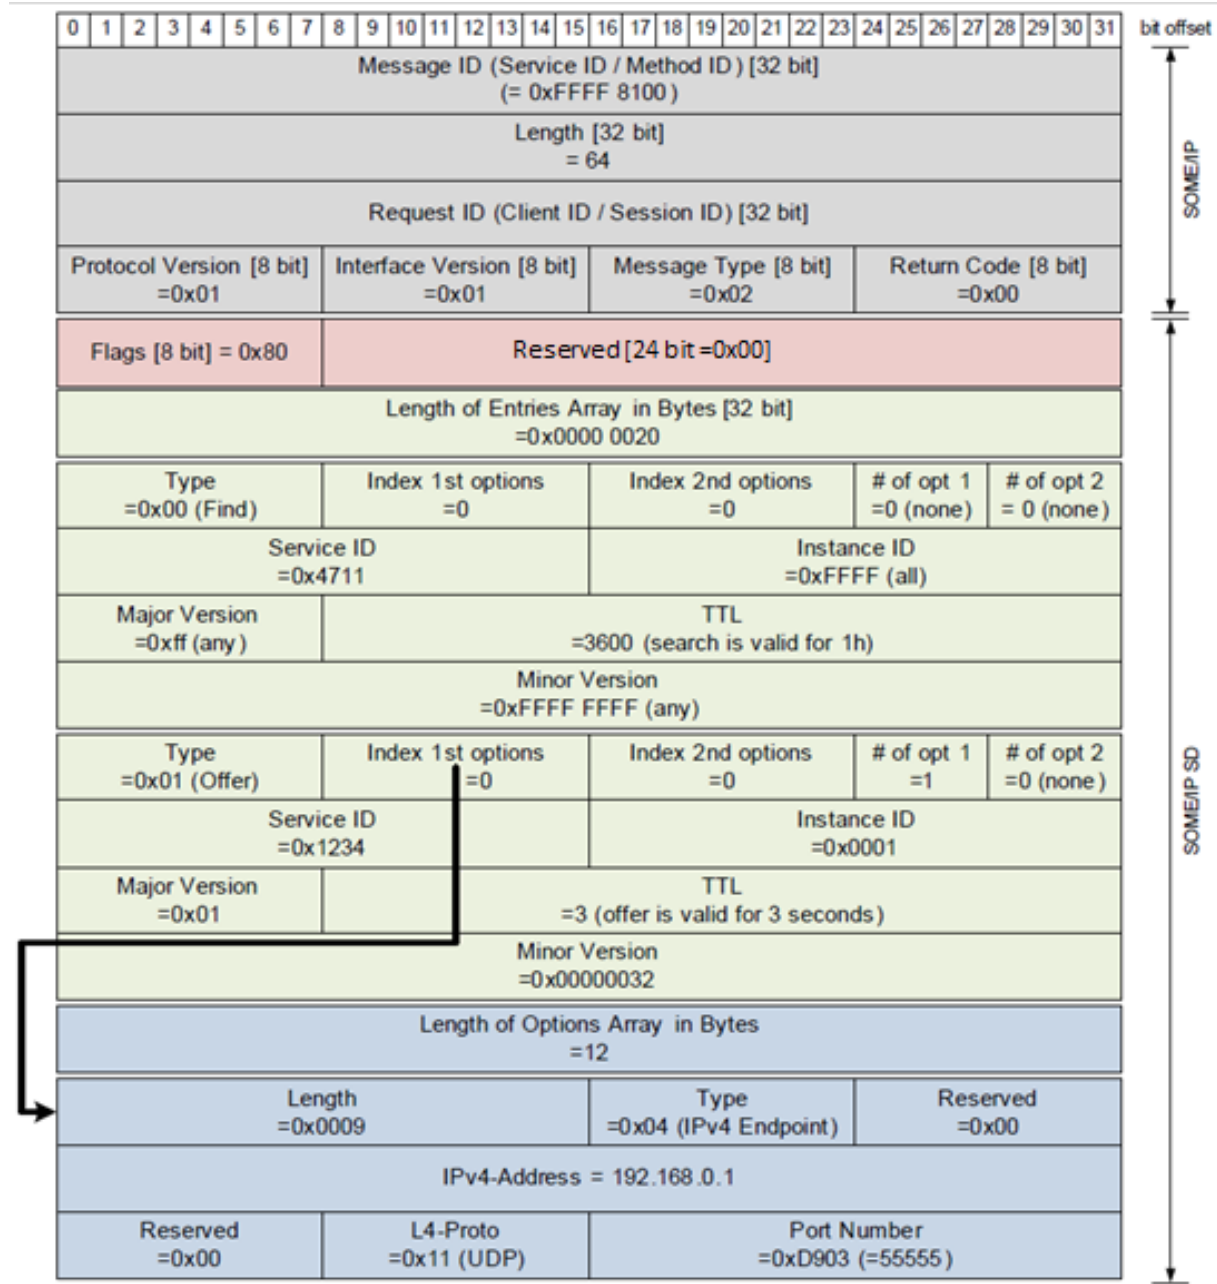 0 1 2 3 4 5 6 7 8 9 10 11 12 13 14 15 16 17 18 19 20 21 22 23 24 25 26 27 28 29 30 31 bit offset
Message ID (Service ID / Method ID) [32 bit]
(= 0xFFFF 8100)
Length [32 bit]
= 64
Request ID (Client ID / Session ID) [32 bit]
Protocol Version [8 bit] Interface Version [8 bit] Message Type [8 bit] Return Code [8 bit]
=0x01 =0x01 =0x02 =0x00
SOME/IP
Flags [8 bit] = 0x80 Reserved [24 bit =0x00]
Length of Entries Array in Bytes [32 bit]
=0x0000 0020
Type Index 1st options Index 2nd options # of opt 1 # of opt 2
=0x00 (Find) =0 =0 =0 (none) = 0 (none)
Service ID Instance ID
=0x4711 =0xFFFF (all)
Major Version TTL
=0xff (any) =3600 (search is valid for 1h)
Minor Version
=0xFFFF FFFF (any)
Type Index 1st options Index 2nd options # of opt 1 # of opt 2
=0x01 (Offer) =0 =0 =1 =0 (none)
Service ID Instance ID
=0x1234 =0x0001
Major Version TTL
=0x01 =3 (offer is valid for 3 seconds)
Minor Version
=0x00000032
SOME/IP SD
Length of Options Array in Bytes
=12
Length Type Reserved
=0x0009 =0x04 (IPv4 Endpoint) =0x00
IPv4-Address = 192.168.0.1
Reserved L4-Proto Port Number
=0x00 =0x11 (UDP) =0xD903 (=55555)